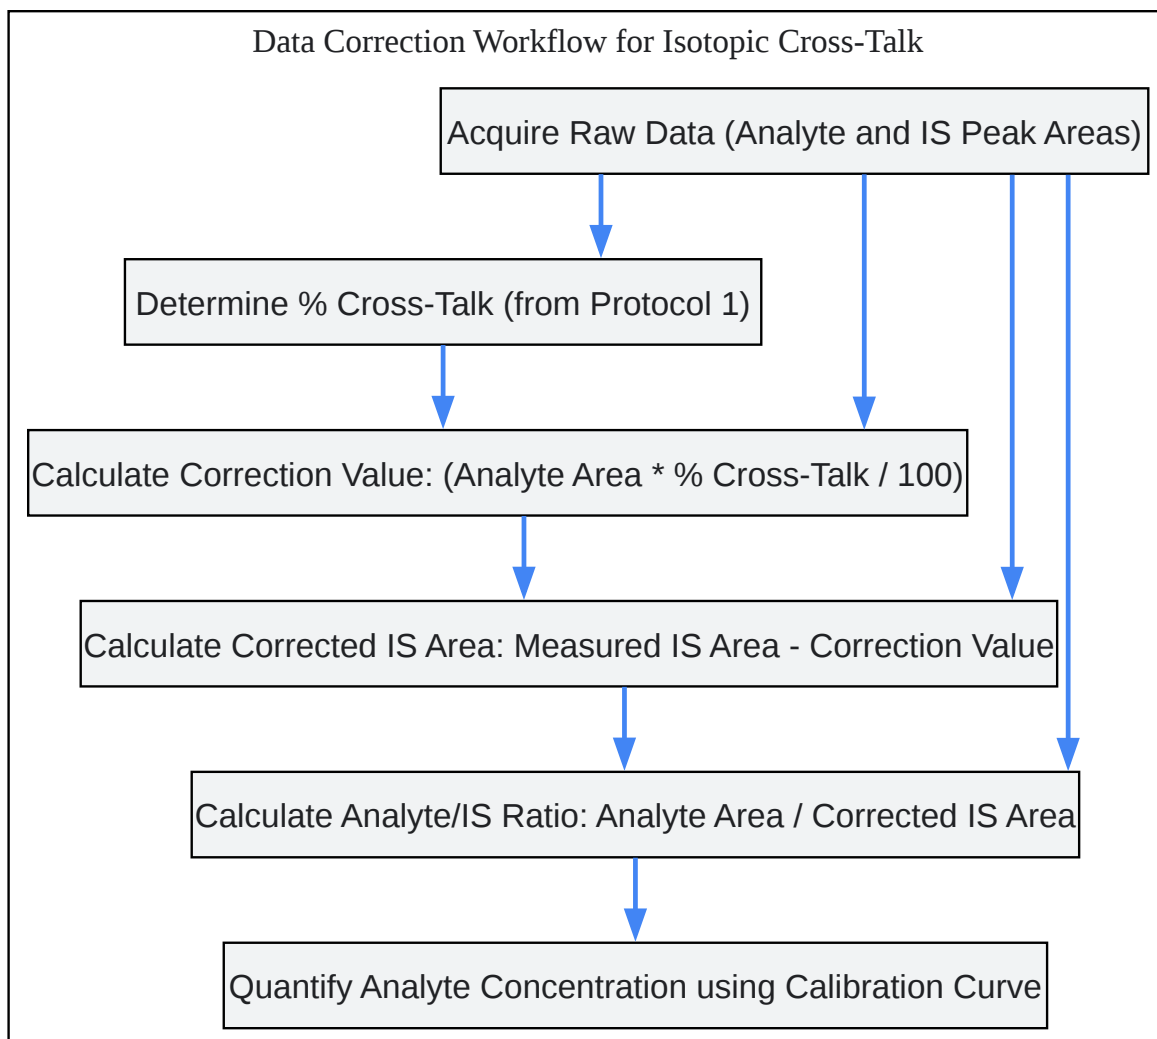 Data Correction Workflow for Isotopic Cross-Talk
Acquire Raw Data (Analyte and IS Peak Areas)
Determine % Cross-Talk (from Protocol 1)
Calculate Correction Value: (Analyte Area * % Cross-Talk / 100)
Calculate Corrected IS Area: Measured IS Area - Correction Value
Calculate Analyte/IS Ratio: Analyte Area / Corrected IS Area
Quantify Analyte Concentration using Calibration Curve